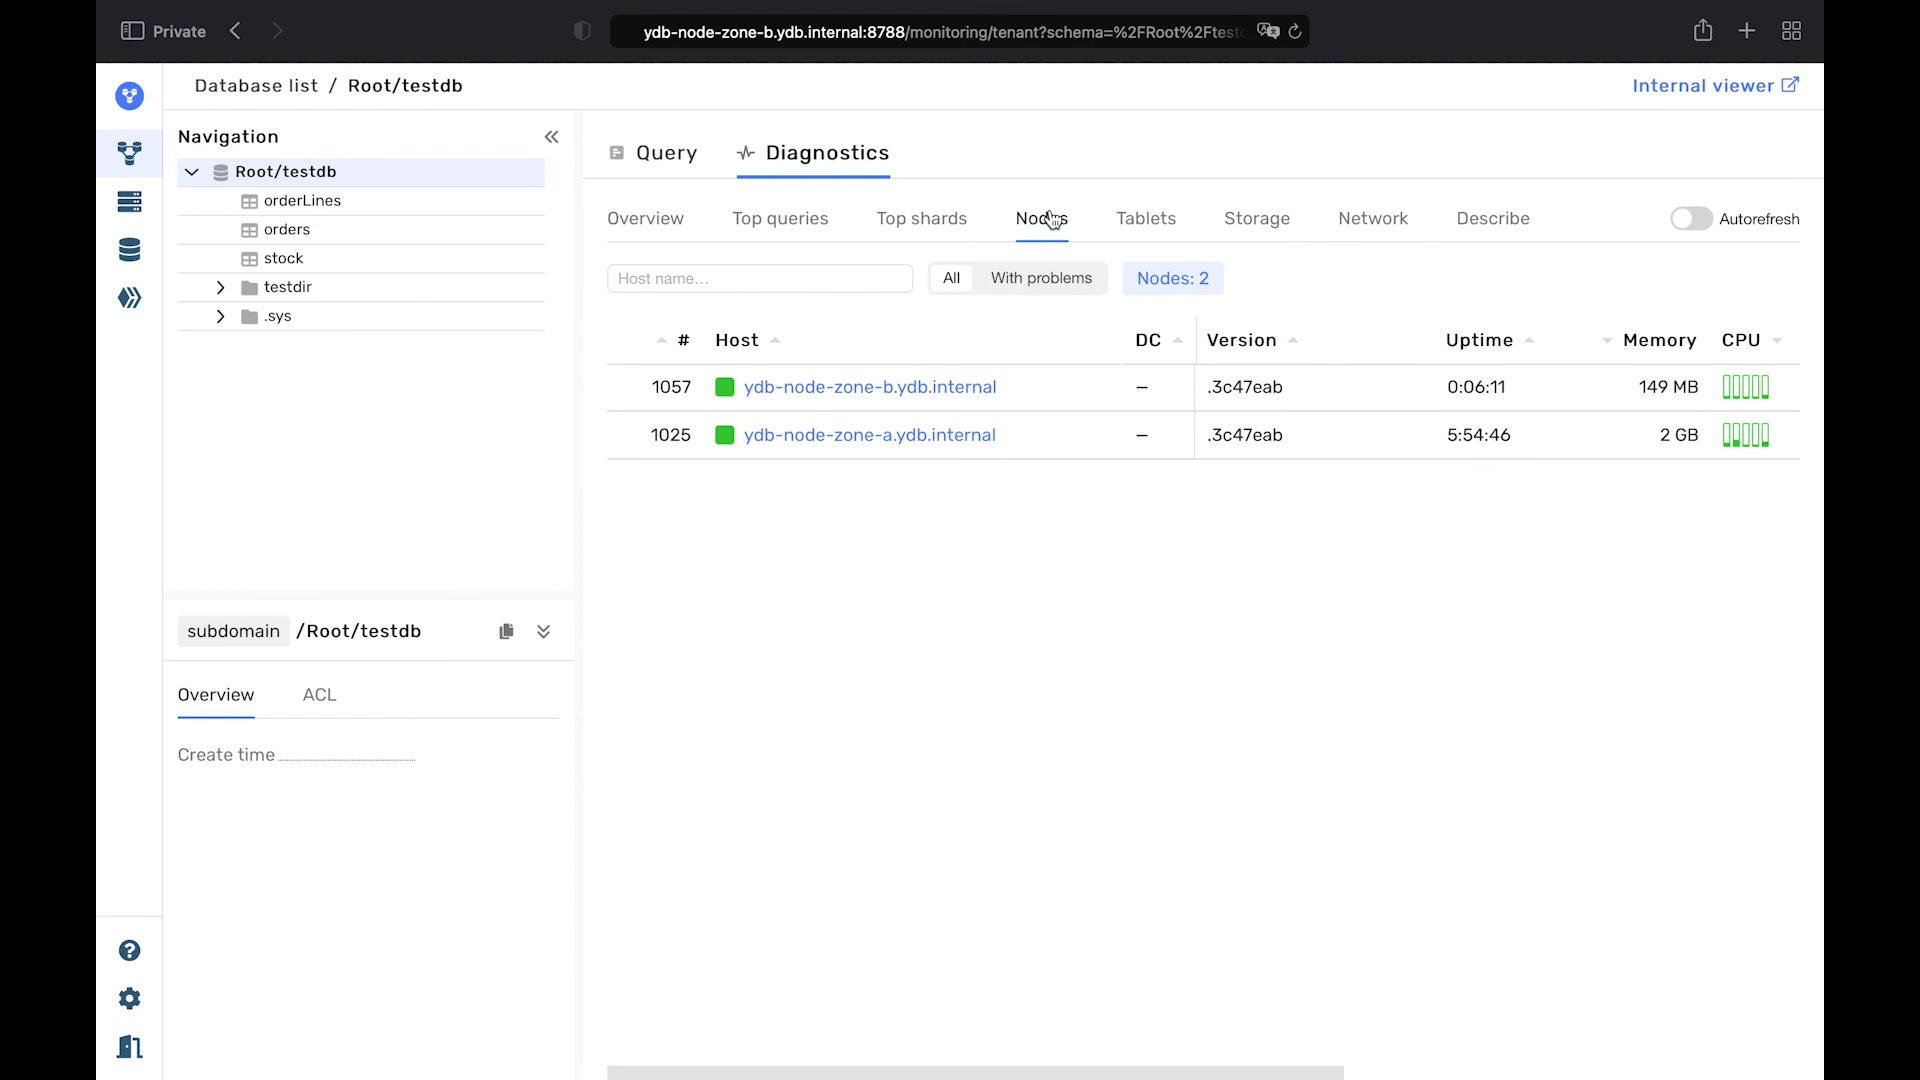 Private
ydb-node-zone-b.ydb.internal:8788/monitoring/tenant?schema=%2FRoot%2Ftest
Database list / Root/testdb
Internal viewer
Navigation
Root/testdb
orderLines
orders
stock
testdir
.sys
Query
Diagnostics
Overview
Top queries
Top shards
Nodes
Tablets
Storage
Network
Describe
Autorefresh
Host name...
All
With problems
Nodes: 2
# Host DC Version Uptime Memory CPU
1057 ydb-node-zone-b.ydb.internal – .3c47eab 0:06:11 149 MB
1025 ydb-node-zone-a.ydb.internal – .3c47eab 5:54:46 2 GB
subdomain /Root/testdb
Overview
ACL
Create time